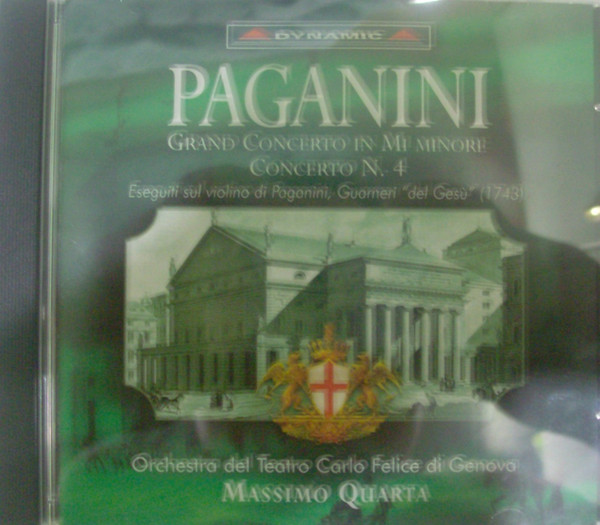 DYNAMIC
PAGANINI
GRAND CONCERTO IN MI MINORE
CONCERTO N. 4
Eseguiti sul violino di Paganini, Guarneri "del Gesù" (1743)
Orchestra del Teatro Carlo Felice di Genova
MASSIMO QUARTA